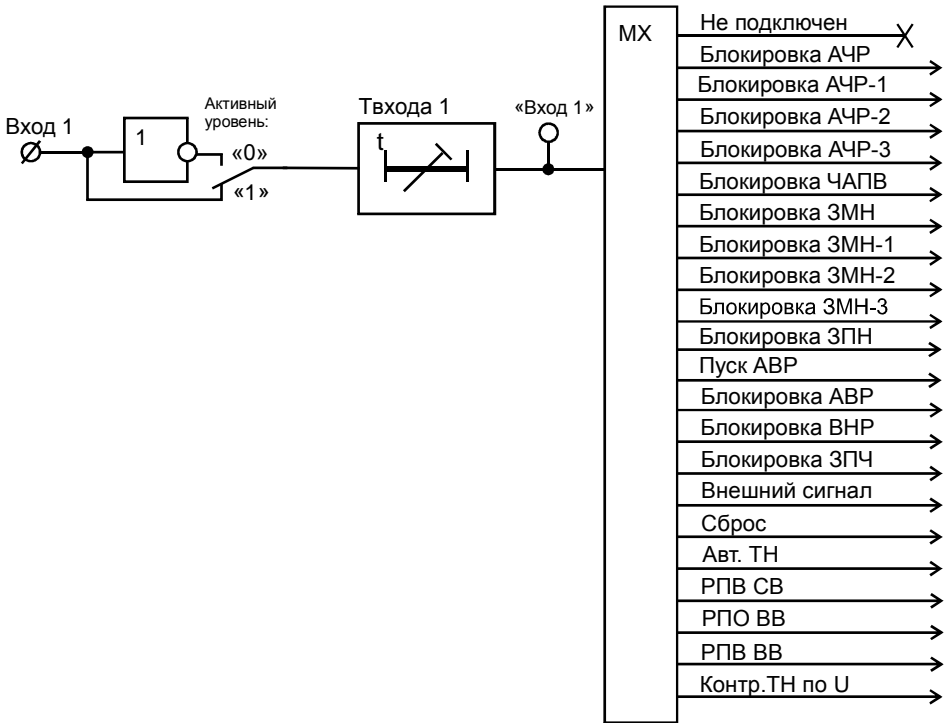 Вход 1
1
Активный
уровень:
«0»
«1»
Tвхода 1
t
«Вход 1»
MX
Не подключен
Блокировка АЧР
Блокировка АЧР-1
Блокировка АЧР-2
Блокировка АЧР-3
Блокировка ЧАПВ
Блокировка ЗМН
Блокировка ЗМН-1
Блокировка ЗМН-2
Блокировка ЗМН-3
Блокировка ЗПН
Пуск АВР
Блокировка АВР
Блокировка ВНР
Блокировка ЗПЧ
Внешний сигнал
Сброс
Авт. ТН
РПВ СВ
РПО ВВ
РПВ ВВ
Контр.ТН по U